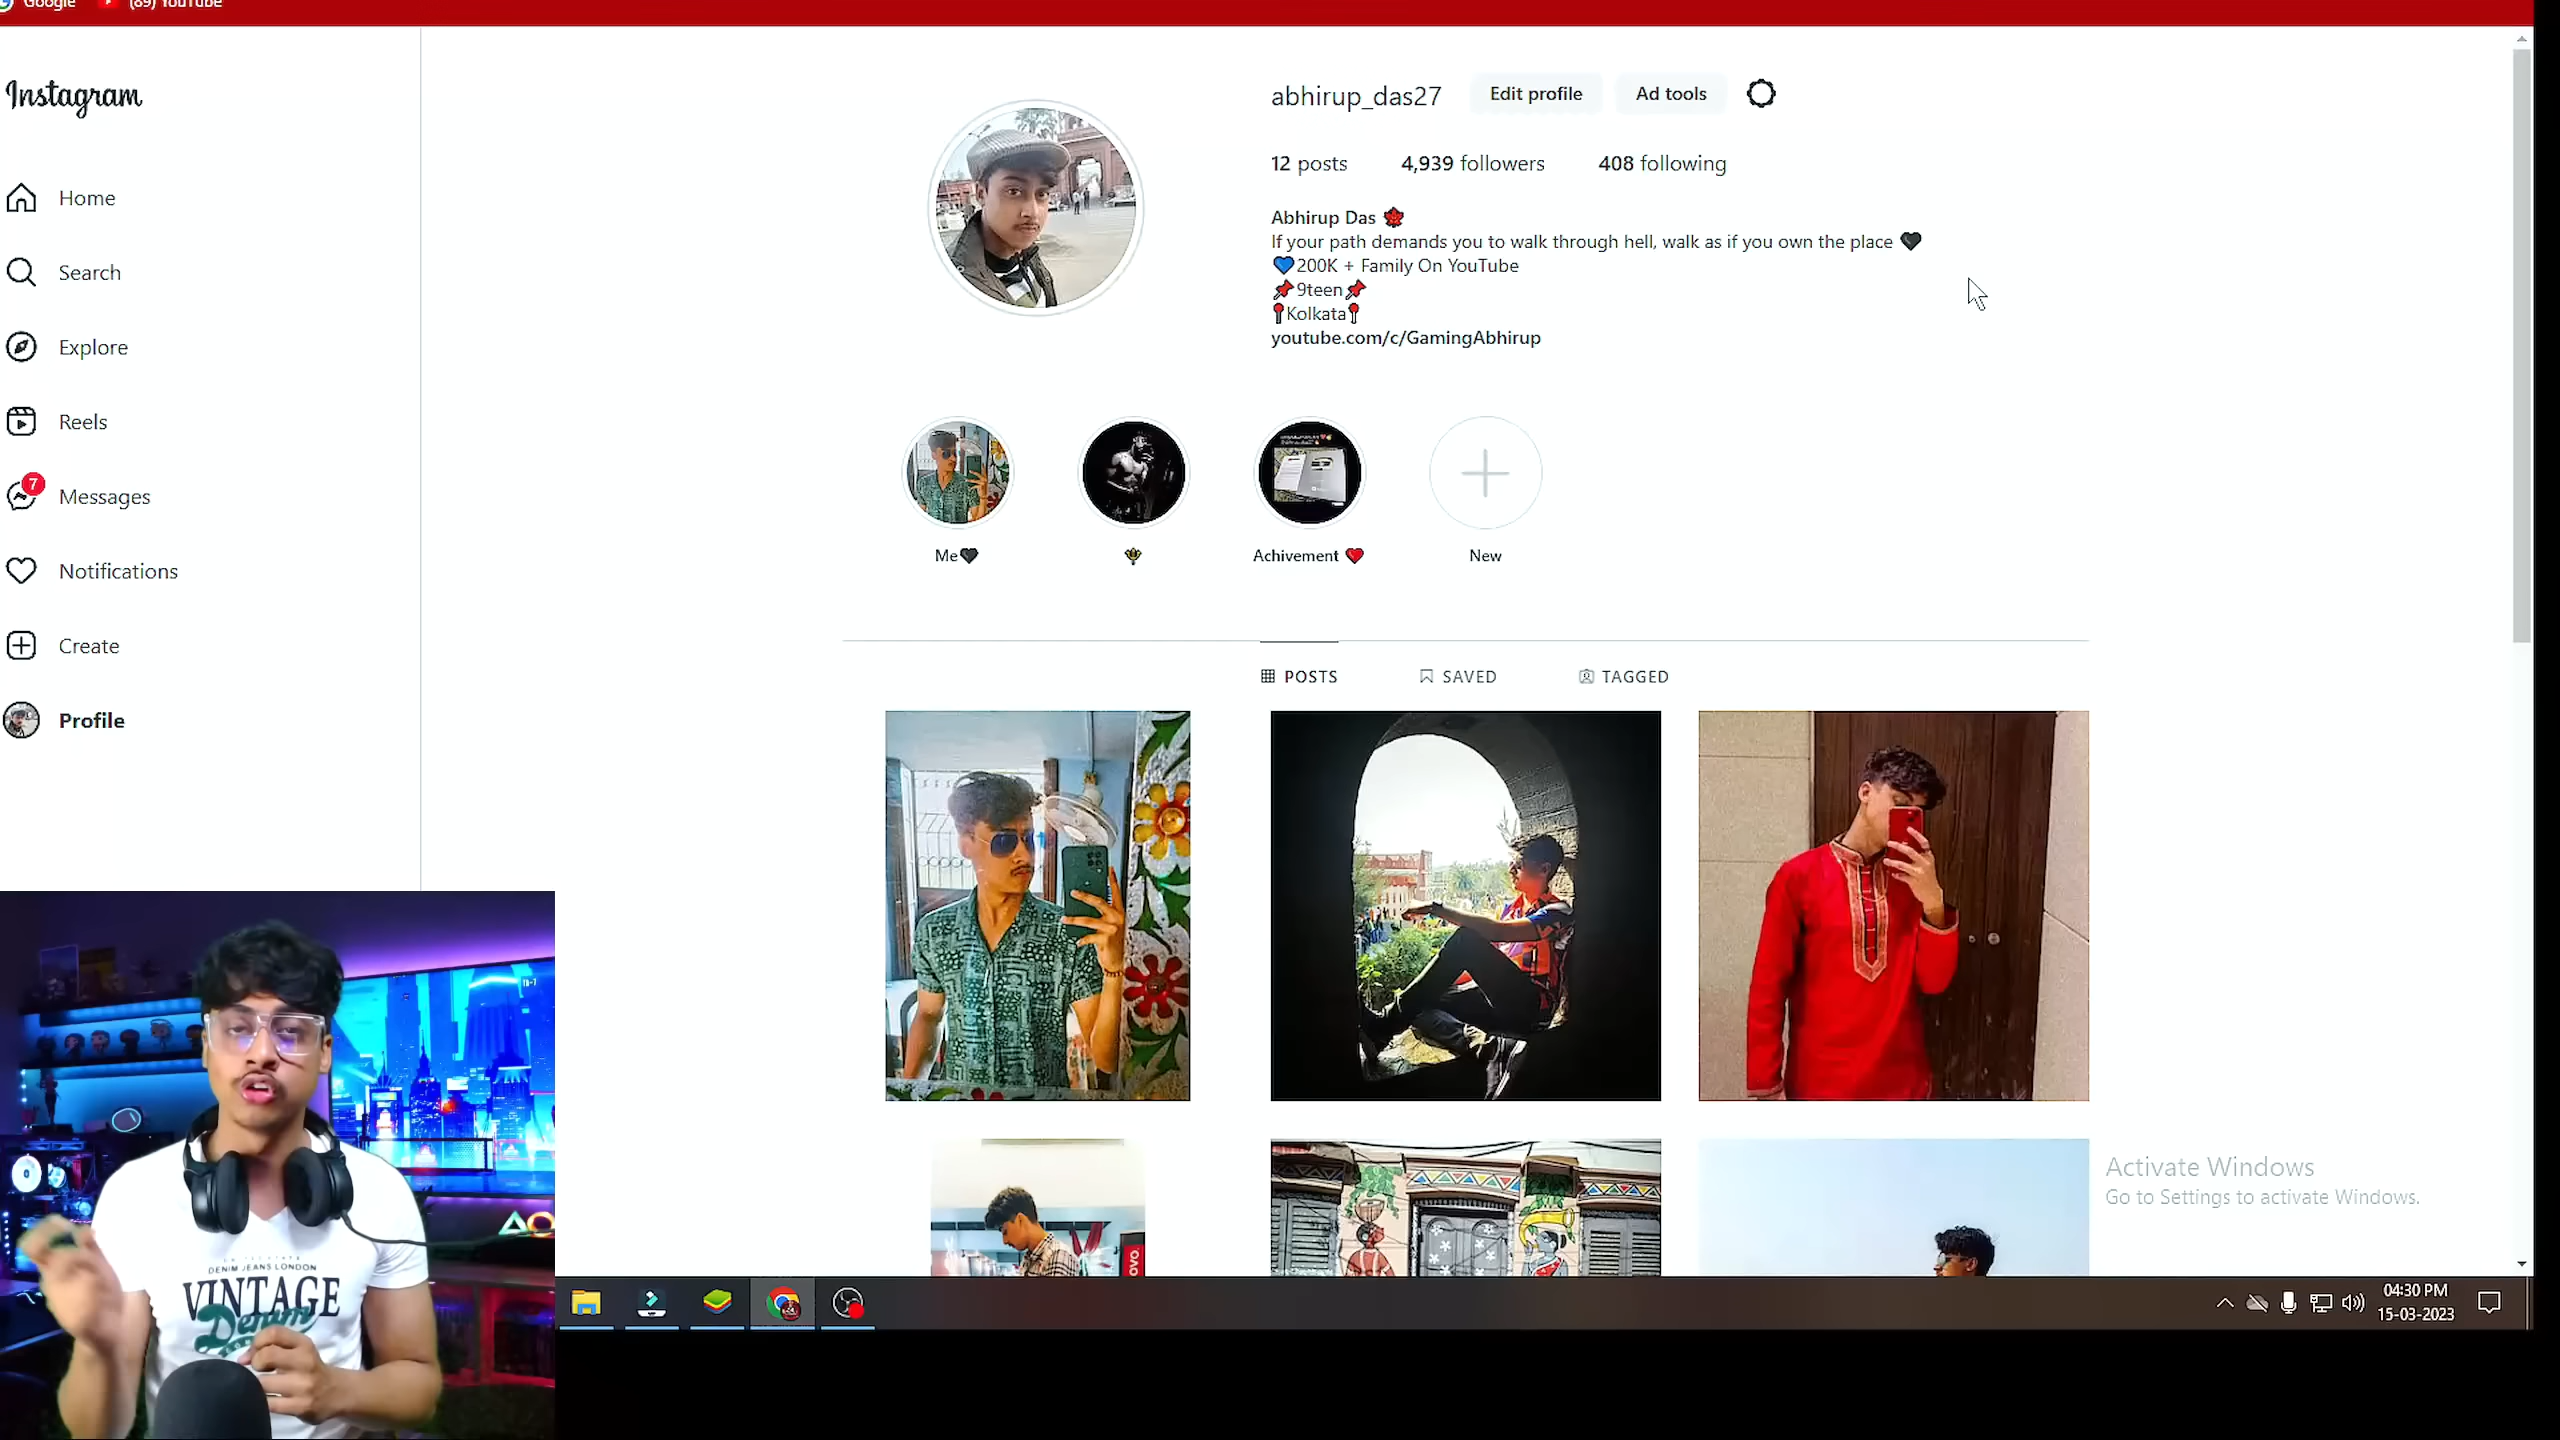 Google (89) YouTube
Instagram
Home
Search
Explore
Reels
7
Messages
Notifications
Create
Profile
abhirup_das27 Edit profile Ad tools
12 posts 4,939 followers 408 following
Abhirup Das
If your path demands you to walk through hell, walk as if you own the place 🖤
💙200K + Family On YouTube
📌9teen📌
📍Kolkata📍
youtube.com/c/GamingAbhirup
Me🖤
Achivement ❤️
New
POSTS SAVED TAGGED
Activate Windows
Go to Settings to activate Windows.
DENIM JEANS LONDON
VINTAGE
Denim
04:30 PM
15-03-2023